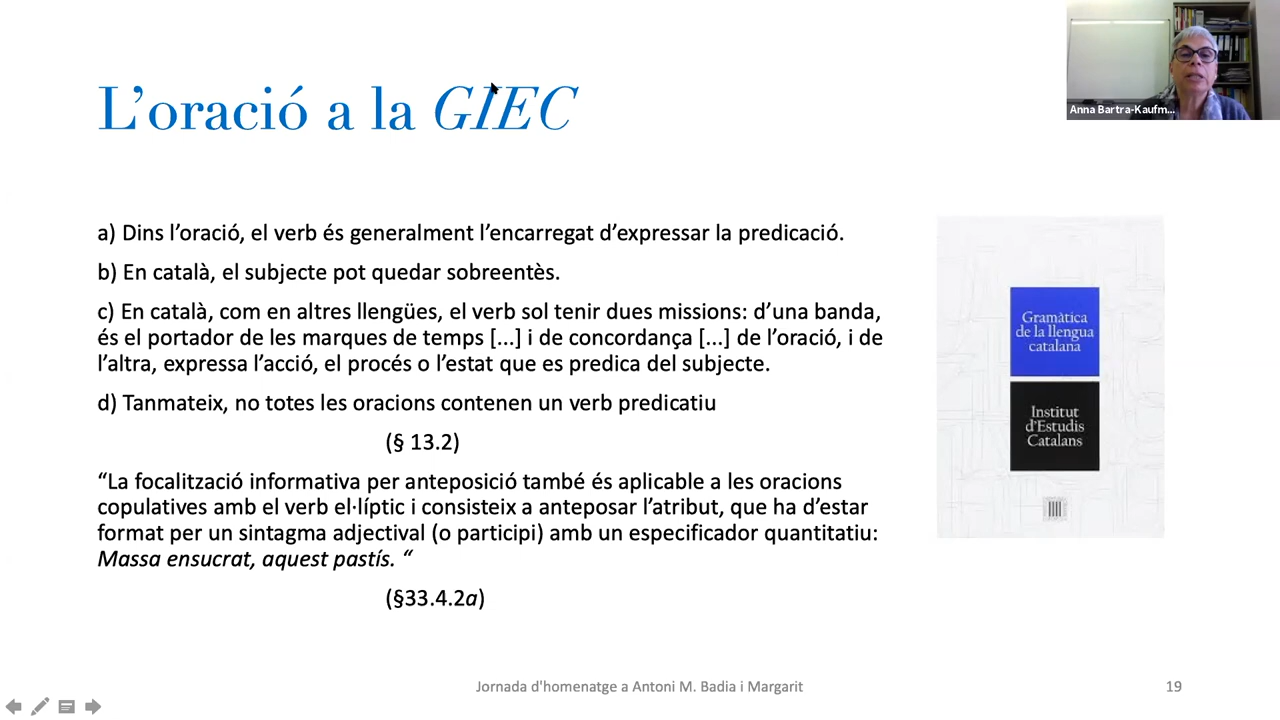 Anna Bartra-Kaufm...
L’oració a la GIEC
a) Dins l’oració, el verb és generalment l’encarregat d’expressar la predicació.
b) En català, el subjecte pot quedar sobreentès.
c) En català, com en altres llengües, el verb sol tenir dues missions: d’una banda,
és el portador de les marques de temps [...] i de concordança [...] de l’oració, i de
l’altra, expressa l’acció, el procés o l’estat que es predica del subjecte.
d) Tanmateix, no totes les oracions contenen un verb predicatiu
(§ 13.2)
“La focalització informativa per anteposició també és aplicable a les oracions
copulatives amb el verb el·líptic i consisteix a anteposar l’atribut, que ha d’estar
format per un sintagma adjectival (o participi) amb un especificador quantitatiu:
Massa ensucrat, aquest pastís. “
(§33.4.2a)
Gramàtica
de la llengua
catalana
Institut
d’Estudis
Catalans
Jornada d'homenatge a Antoni M. Badia i Margarit
19